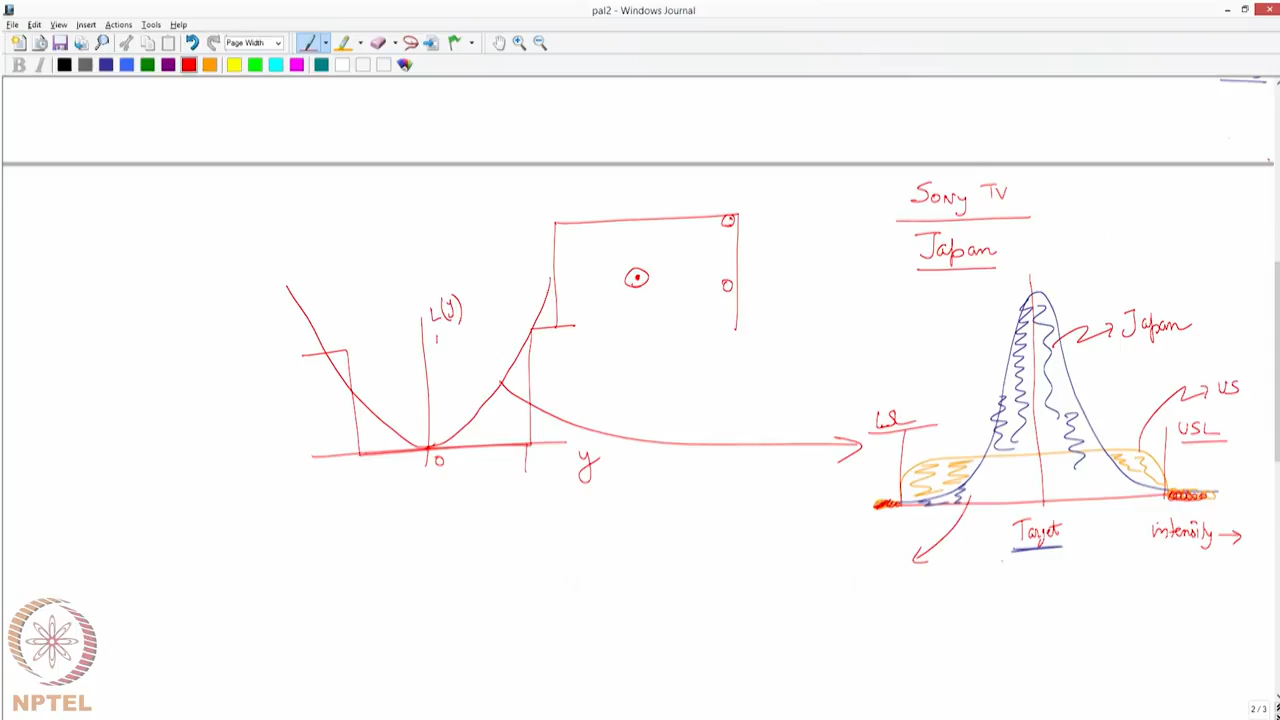 pal2 - Windows Journal
File Edit View Insert Actions Tools Help
Page Width
B I
Sony TV
Japan
L(y)
Japan
US
LSL
USL
0
y
Target
intensity
NPTEL
2 / 3